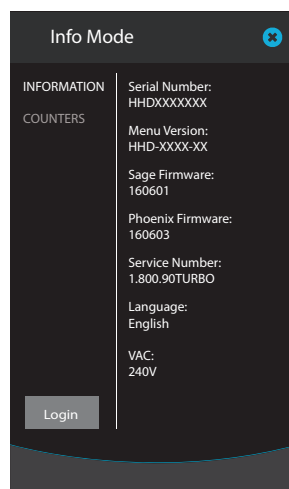 Info Mode
INFORMATION
COUNTERS
Serial Number:
HHDXXXXXXX
Menu Version:
HHD-XXXX-XX
Sage Firmware:
160601
Phoenix Firmware:
160603
Service Number:
1.800.90TURBO
Language:
English
VAC:
240V
Login